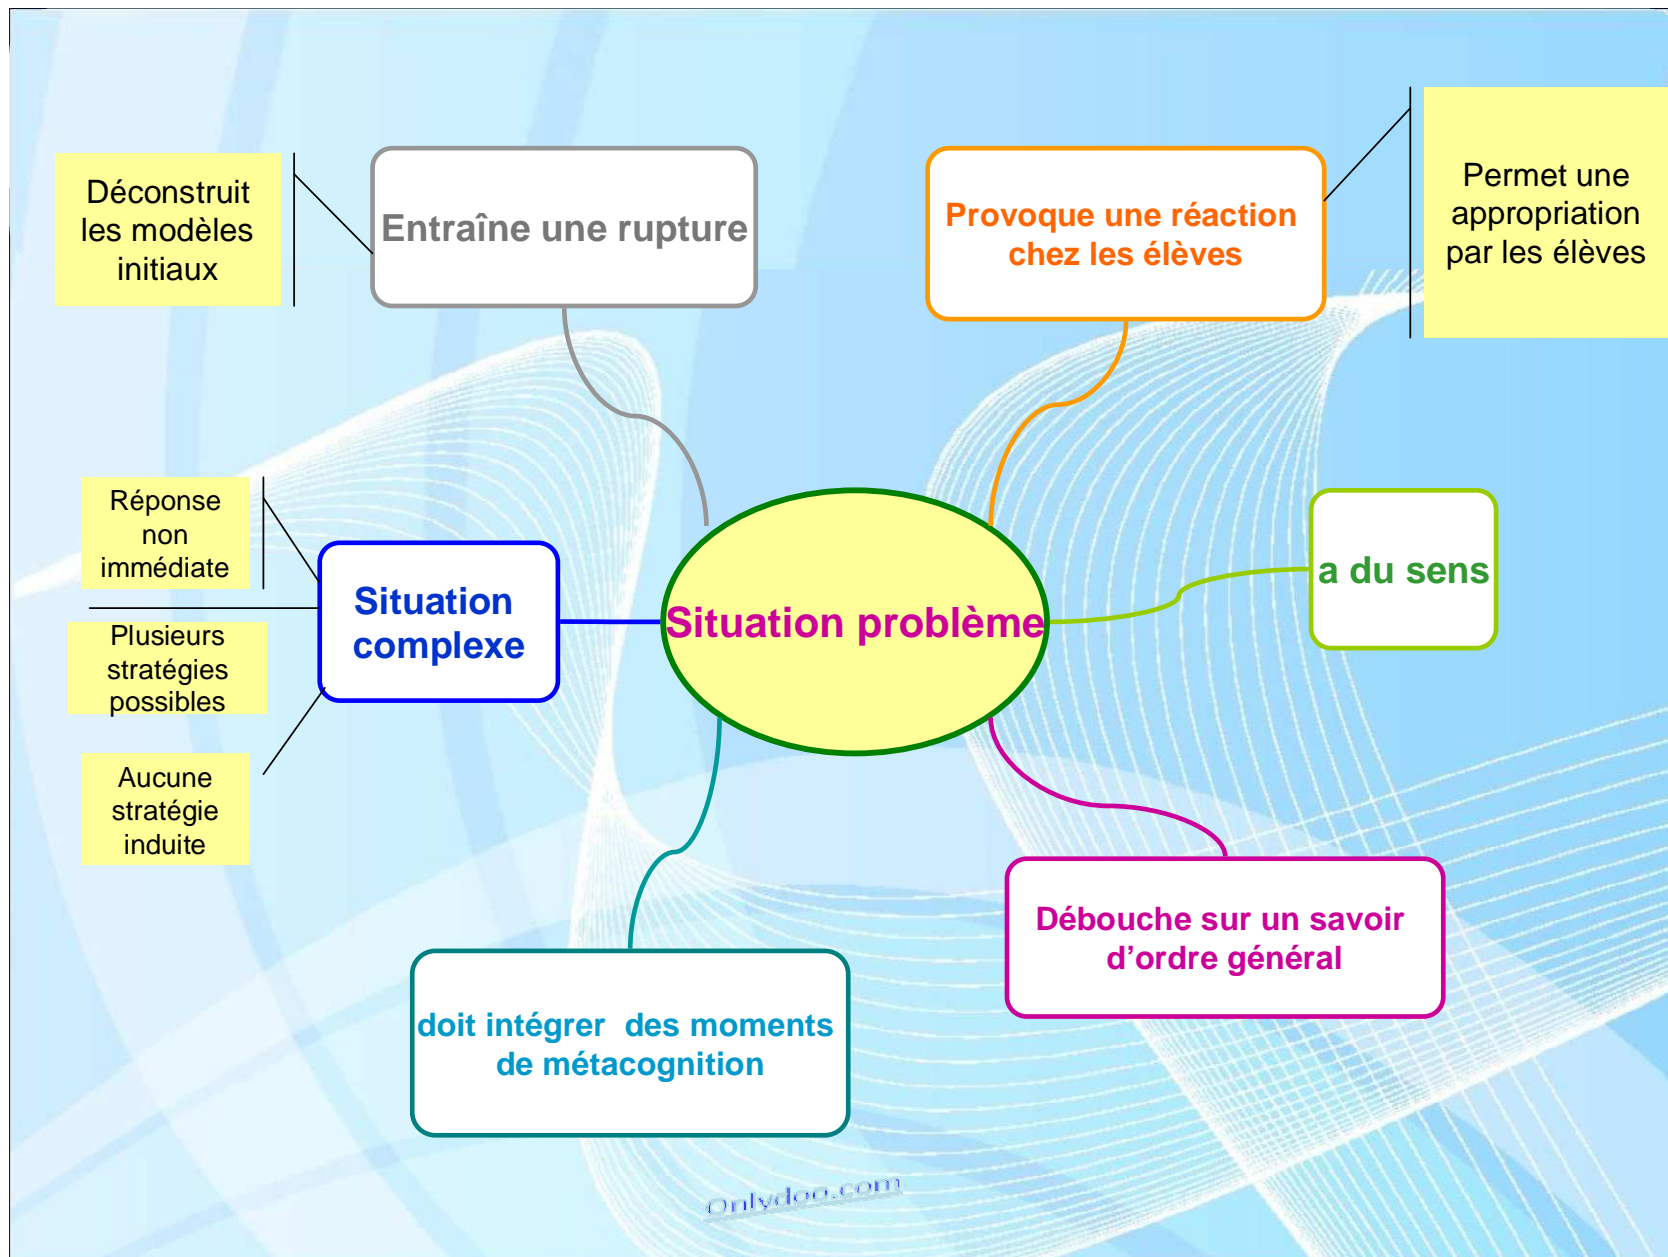 Déconstruit
les modèles
initiaux
Entraîne une rupture
Provoque une réaction
chez les élèves
Permet une
appropriation
par les élèves
Réponse
non
immédiate
Plusieurs
stratégies
possibles
Aucune
stratégie
induite
Situation
complexe
Situation problème
a du sens
doit intégrer  des moments
de métacognition
Débouche sur un savoir
d’ordre général
Onlydoo.com